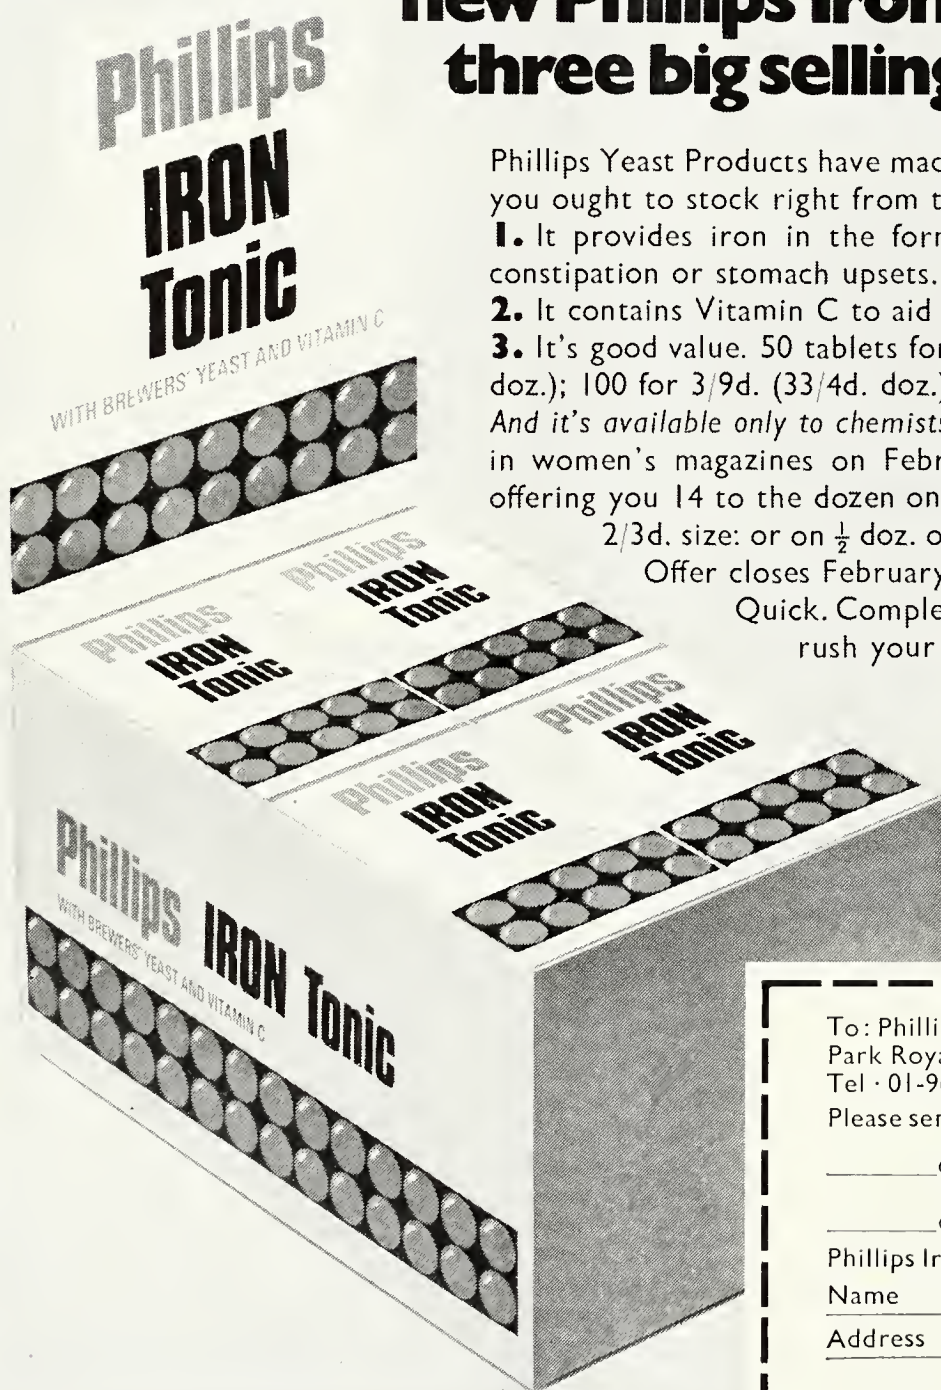 new Phillips Iron
three big selling
Phillips
IRON
Tonic
WITH BREWERS' YEAST AND VITAMIN C
Phillips Yeast Products have mad
you ought to stock right from t
1. It provides iron in the for
constipation or stomach upsets.
2. It contains Vitamin C to aid
3. It's good value. 50 tablets for
doz.); 100 for 3/9d. (33/4d. doz.)
And it's available only to chemists
in women's magazines on Febr
offering you 14 to the dozen on
2/3d. size: or on ½ doz. o
Offer closes February
Quick. Comple
rush your
Phillips
IRON
Tonic
Phillips
IRON
Tonic
Phillips
IRON
Tonic
Phillips
IRON
Tonic
Phillips IRON Tonic
WITH BREWERS' YEAST AND VITAMIN C
To: Philli
Park Roya
Tel · 01-9
Please ser
Phillips Ir
Name
Address